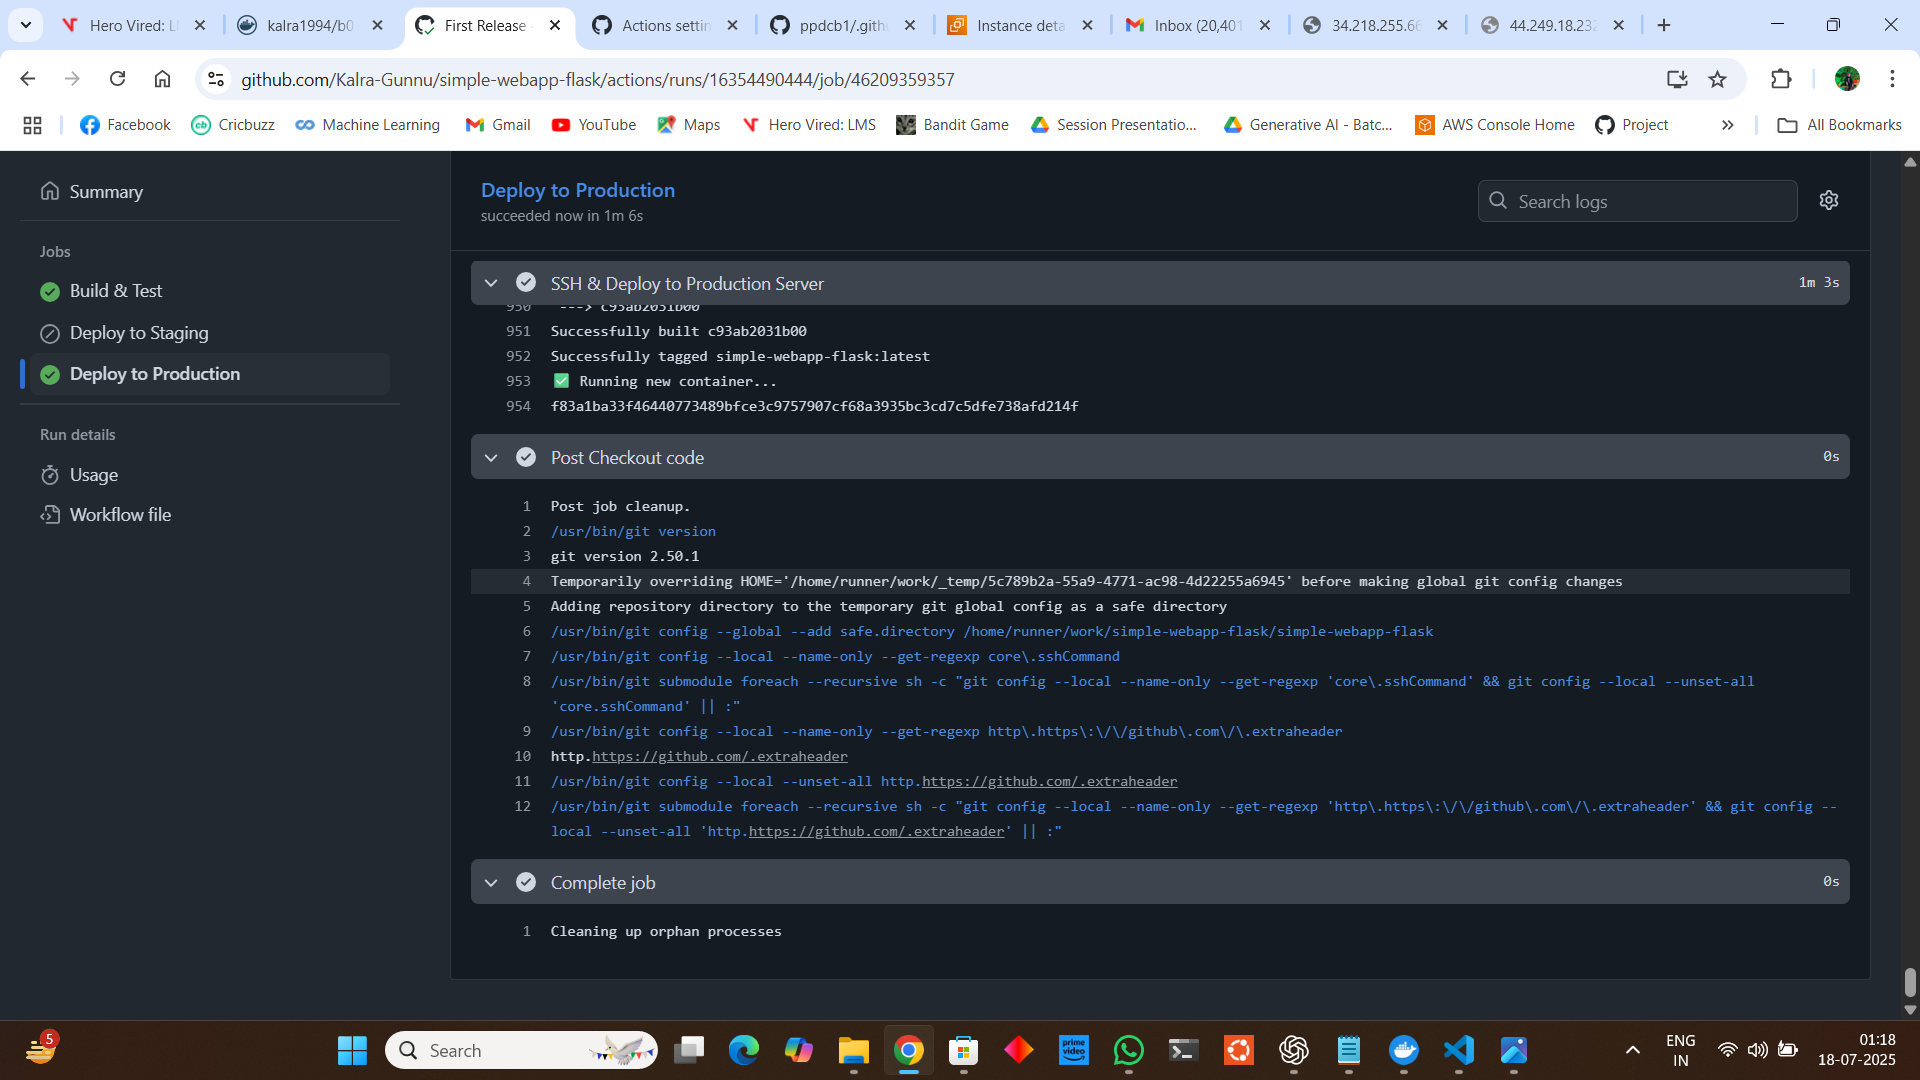 Hero Vired: L
kalra1994/b0
First Release
Actions settin
ppdcb1/.gith
Instance deta
Inbox (20,401
34.218.255.66
44.249.18.232
github.com/Kalra-Gunnu/simple-webapp-flask/actions/runs/16354490444/job/46209359357
Facebook
Cricbuzz
Machine Learning
Gmail
YouTube
Maps
Hero Vired: LMS
Bandit Game
Session Presentatio...
Generative AI - Batc...
AWS Console Home
Project
All Bookmarks
Summary
Jobs
Build & Test
Deploy to Staging
Deploy to Production
Run details
Usage
Workflow file
Deploy to Production
succeeded now in 1m 6s
Search logs
SSH & Deploy to Production Server 1m 3s
950 ---> c93ab2031b00
951 Successfully built c93ab2031b00
952 Successfully tagged simple-webapp-flask:latest
953 ✅ Running new container...
954 f83a1ba33f46440773489bfce3c9757907cf68a3935bc3cd7c5dfe738afd214f
Post Checkout code 0s
1 Post job cleanup.
2 /usr/bin/git version
3 git version 2.50.1
4 Temporarily overriding HOME='/home/runner/work/_temp/5c789b2a-55a9-4771-ac98-4d22255a6945' before making global git config changes
5 Adding repository directory to the temporary git global config as a safe directory
6 /usr/bin/git config --global --add safe.directory /home/runner/work/simple-webapp-flask/simple-webapp-flask
7 /usr/bin/git config --local --name-only --get-regexp core\.sshCommand
8 /usr/bin/git submodule foreach --recursive sh -c "git config --local --name-only --get-regexp 'core\.sshCommand' && git config --local --unset-all
'core.sshCommand' || :"
9 /usr/bin/git config --local --name-only --get-regexp http\.https\:\/\/github\.com\/\.extraheader
10 http.https://github.com/.extraheader
11 /usr/bin/git config --local --unset-all http.https://github.com/.extraheader
12 /usr/bin/git submodule foreach --recursive sh -c "git config --local --name-only --get-regexp 'http\.https\:\/\/github\.com\/\.extraheader' && git config --
local --unset-all 'http.https://github.com/.extraheader' || :"
Complete job 0s
1 Cleaning up orphan processes
5
Search
prime video
ENG
IN
01:18
18-07-2025